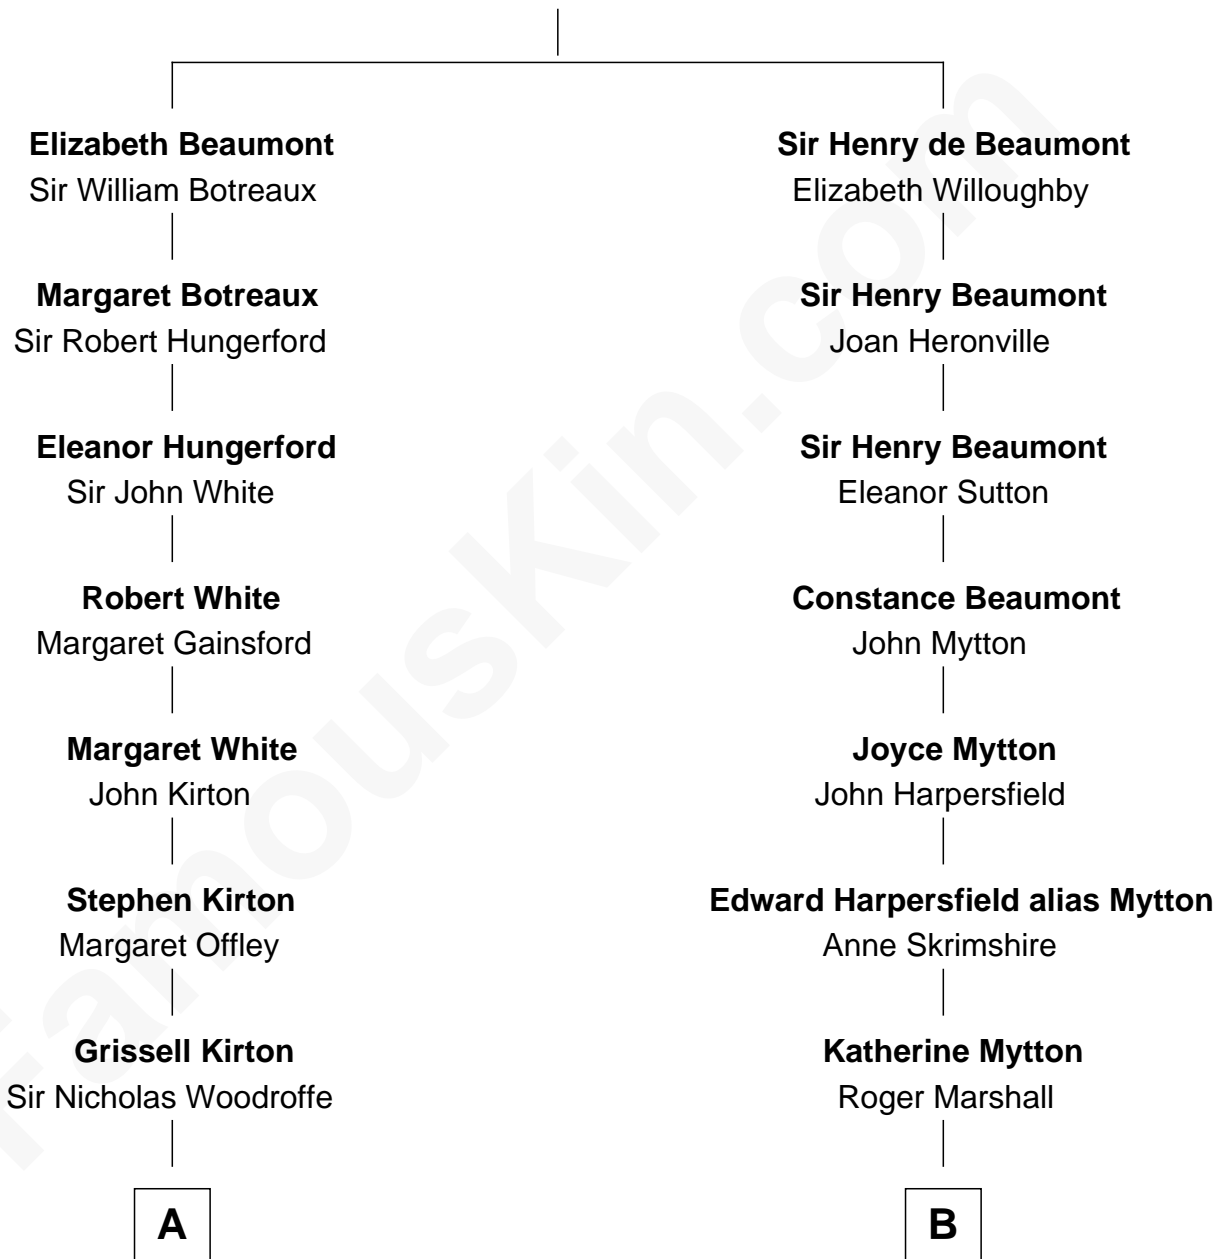 Elizabeth Beaumont
Sir William Botreaux
Margaret Botreaux
Sir Robert Hungerford
Eleanor Hungerford
Sir John White
Robert White
Margaret Gainsford
Margaret White
John Kirton
Stephen Kirton
Margaret Offley
Grissell Kirton
Sir Nicholas Woodroffe
A
Sir Henry de Beaumont
Elizabeth Willoughby
Sir Henry Beaumont
Joan Heronville
Sir Henry Beaumont
Eleanor Sutton
Constance Beaumont
John Mytton
Joyce Mytton
John Harpersfield
Edward Harpersfield alias Mytton
Anne Skrimshire
Katherine Mytton
Roger Marshall
B
FamousKin.com